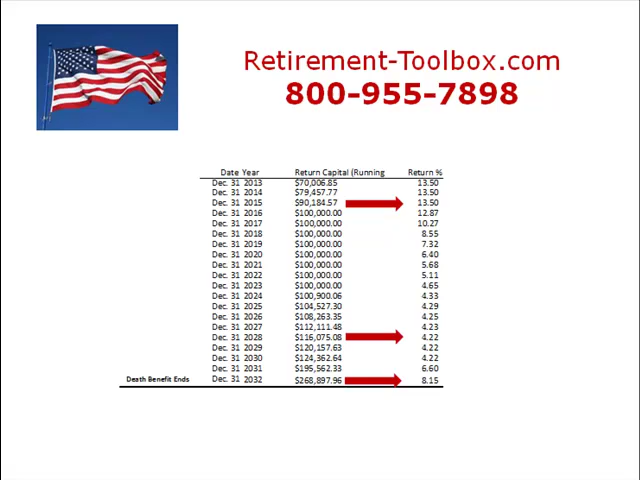 Retirement-Toolbox.com
800-955-7898
Date Year Return Capital (Running Return %
Dec. 31 2013 $70,006.85 13.50
Dec. 31 2014 $79,457.77 13.50
Dec. 31 2015 $90,184.57 13.50
Dec. 31 2016 $100,000.00 12.87
Dec. 31 2017 $100,000.00 10.27
Dec. 31 2018 $100,000.00 8.55
Dec. 31 2019 $100,000.00 7.32
Dec. 31 2020 $100,000.00 6.40
Dec. 31 2021 $100,000.00 5.68
Dec. 31 2022 $100,000.00 5.11
Dec. 31 2023 $100,000.00 4.65
Dec. 31 2024 $100,900.06 4.33
Dec. 31 2025 $104,527.30 4.29
Dec. 31 2026 $108,263.35 4.25
Dec. 31 2027 $112,111.48 4.23
Dec. 31 2028 $116,075.08 4.22
Dec. 31 2029 $120,157.63 4.22
Dec. 31 2030 $124,362.64 4.22
Dec. 31 2031 $195,562.33 6.60
Death Benefit Ends Dec. 31 2032 $268,897.96 8.15